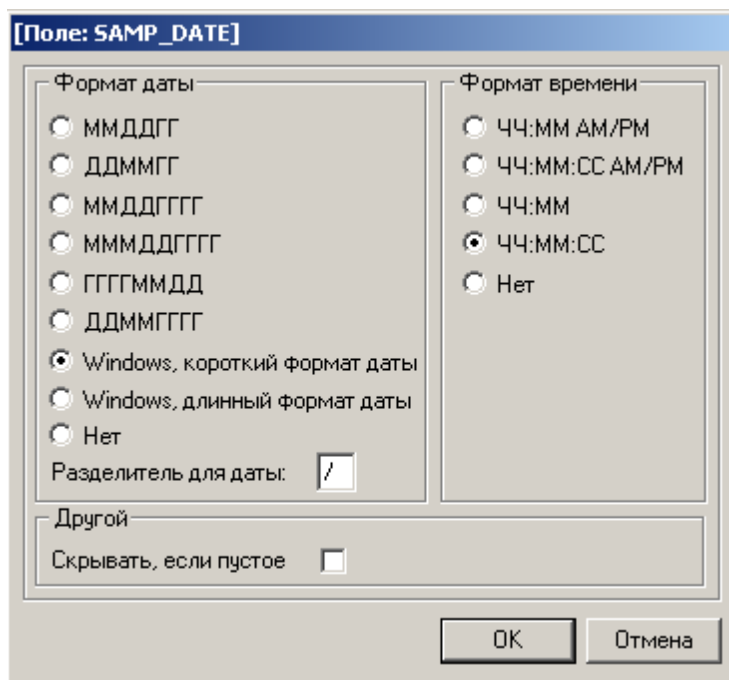 [Поле: SAMP_DATE]
Формат даты
ММДДГГ
ДДММГГ
ММДДГГГГ
МММДДГГГГ
ГГГГММДД
ДДММГГГГ
Windows, короткий формат даты
Windows, длинный формат даты
Нет
Разделитель для даты: /
Формат времени
ЧЧ:ММ AM/PM
ЧЧ:ММ:СС AM/PM
ЧЧ:ММ
ЧЧ:ММ:СС
Нет
Другой
Скрывать, если пустое
OK
Отмена